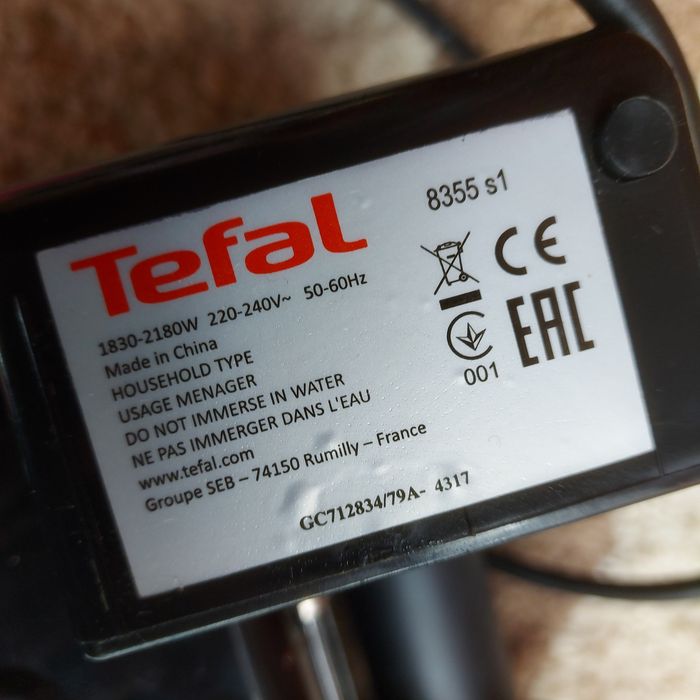 Tefal
8355 s1
CE
EAC
001
1830-2180W 220-240V~ 50-60Hz
Made in China
HOUSEHOLD TYPE
USAGE MENAGER
DO NOT IMMERSE IN WATER
NE PAS IMMERGER DANS L'EAU
www.tefal.com
Groupe SEB – 74150 Rumilly – France
GC712834/79A- 4317